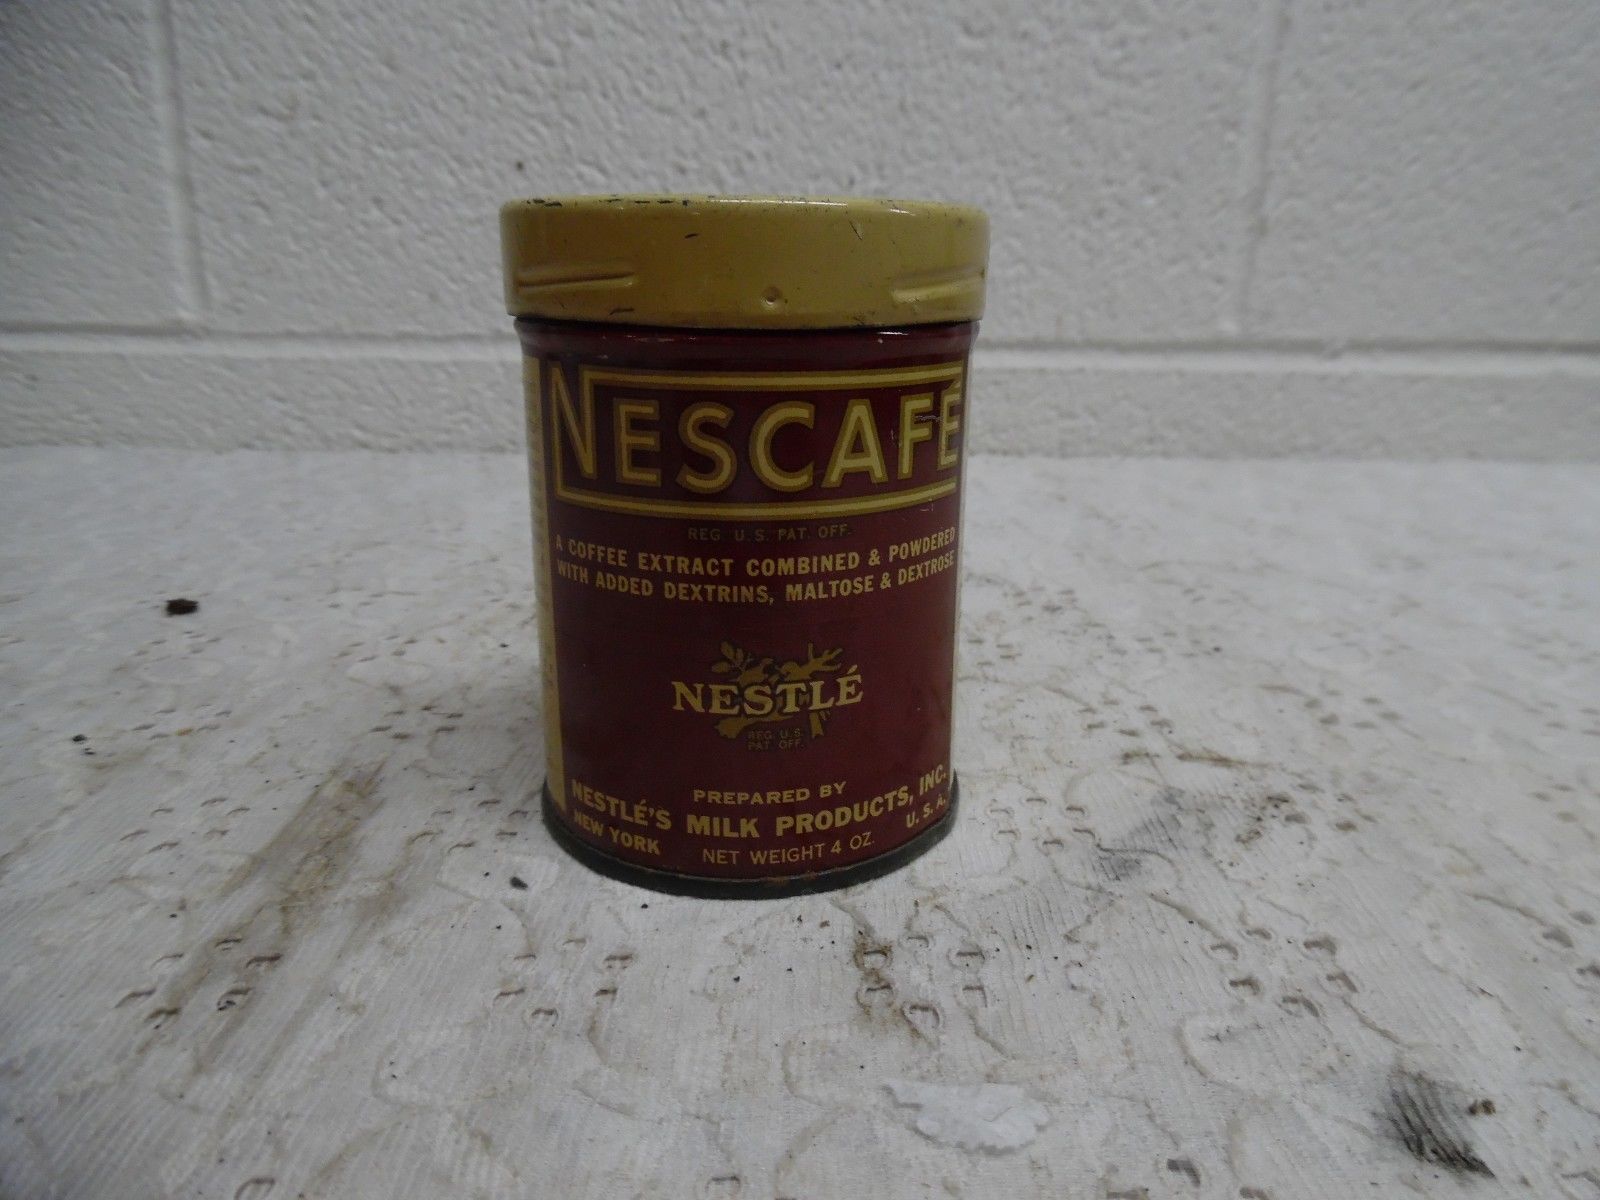 NESCAFÉ
REG. U.S. PAT. OFF.
A COFFEE EXTRACT COMBINED & POWDERED
WITH ADDED DEXTRINS, MALTOSE & DEXTROSE
NESTLÉ
REG. U.S.
PAT. OFF.
PREPARED BY
NESTLÉ'S MILK PRODUCTS, INC.
NEW YORK U. S. A.
NET WEIGHT 4 OZ.